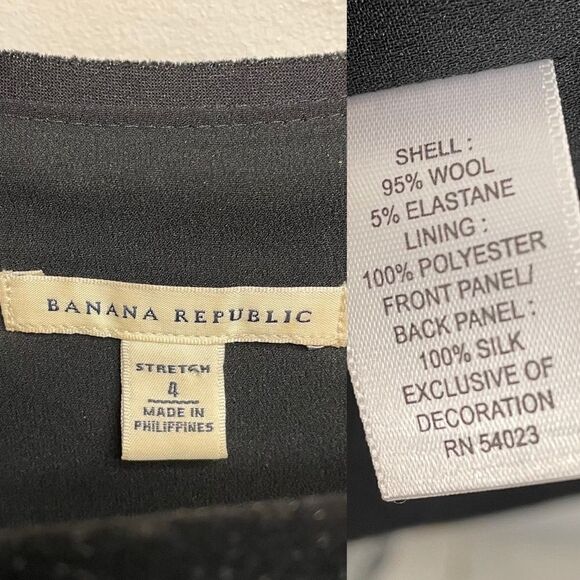 BANANA REPUBLIC
STRETCH
4
MADE IN
PHILIPPINES
SHELL :
95% WOOL
5% ELASTANE
LINING :
100% POLYESTER
FRONT PANEL/
BACK PANEL :
100% SILK
EXCLUSIVE OF
DECORATION
RN 54023